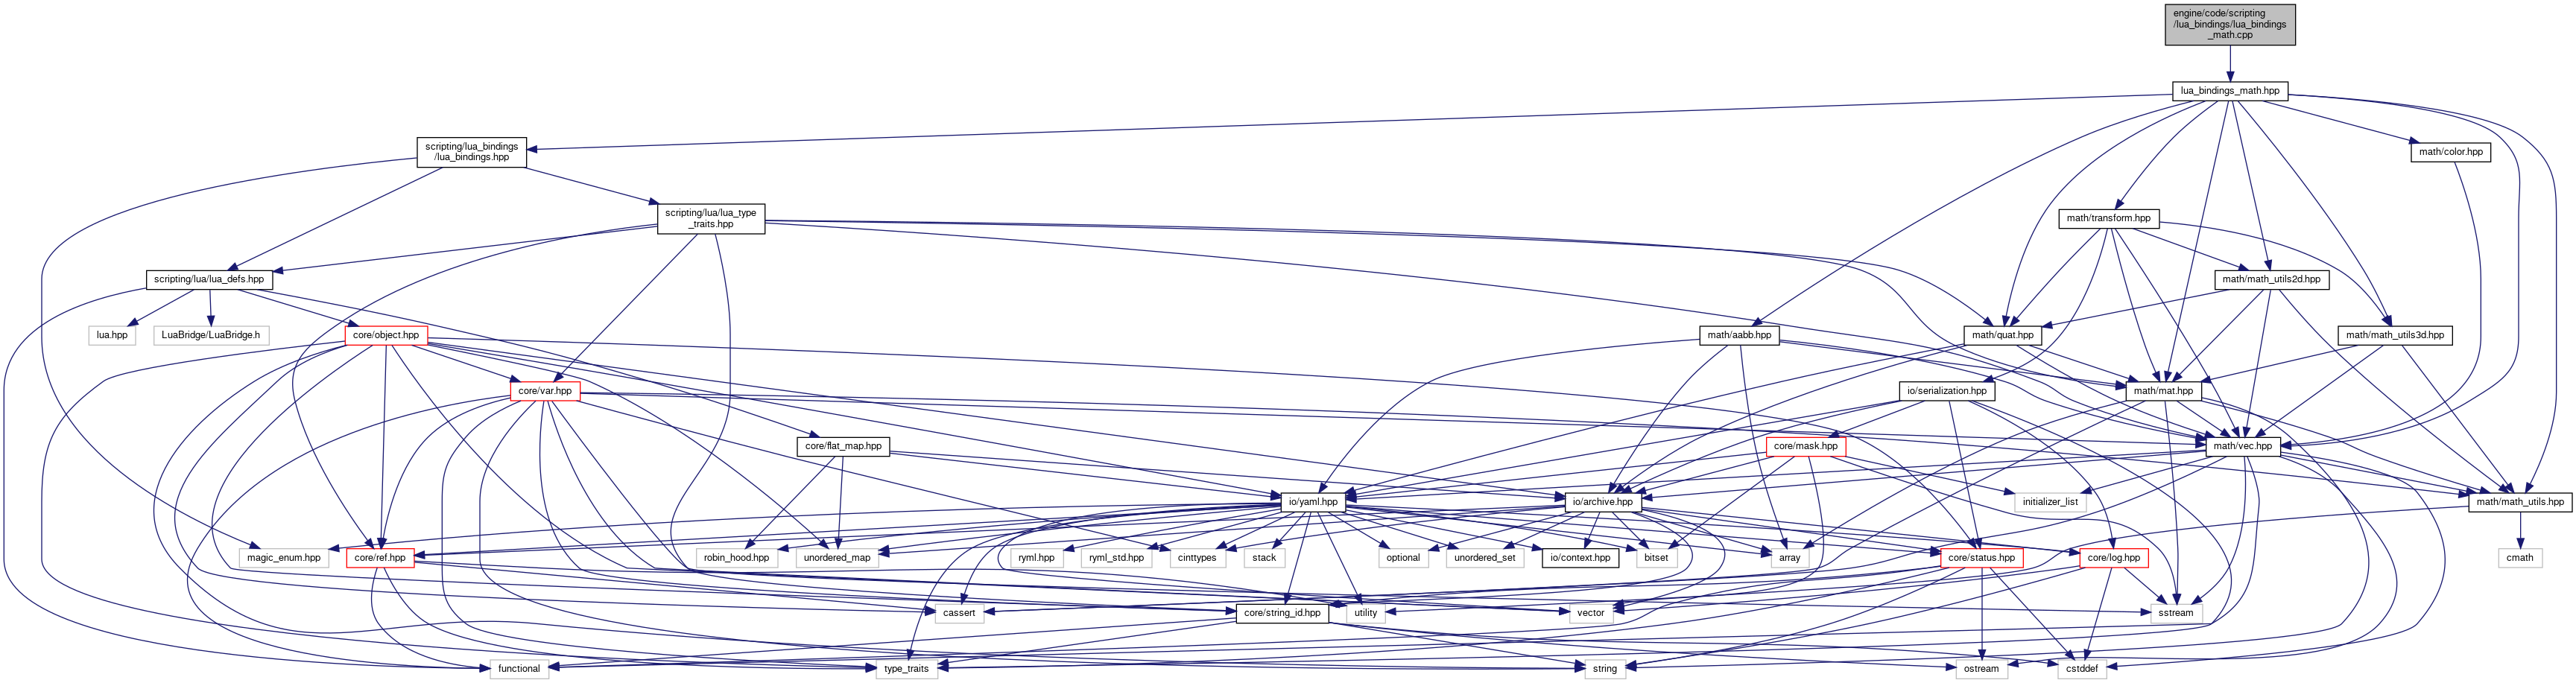 engine/code/scripting
/lua_bindings/lua_bindings
_math.cpp
lua_bindings_math.hpp
scripting/lua_bindings
/lua_bindings.hpp
math/color.hpp
scripting/lua/lua_type
_traits.hpp
math/transform.hpp
scripting/lua/lua_defs.hpp
math/math_utils2d.hpp
lua.hpp
LuaBridge/LuaBridge.h
core/object.hpp
math/aabb.hpp
math/quat.hpp
math/math_utils3d.hpp
core/var.hpp
io/serialization.hpp
math/mat.hpp
core/flat_map.hpp
core/mask.hpp
math/vec.hpp
io/yaml.hpp
io/archive.hpp
initializer_list
math/math_utils.hpp
magic_enum.hpp
core/ref.hpp
robin_hood.hpp
unordered_map
ryml.hpp
ryml_std.hpp
cinttypes
stack
optional
unordered_set
io/context.hpp
bitset
array
core/status.hpp
core/log.hpp
cmath
cassert
core/string_id.hpp
utility
vector
sstream
functional
type_traits
string
ostream
cstddef